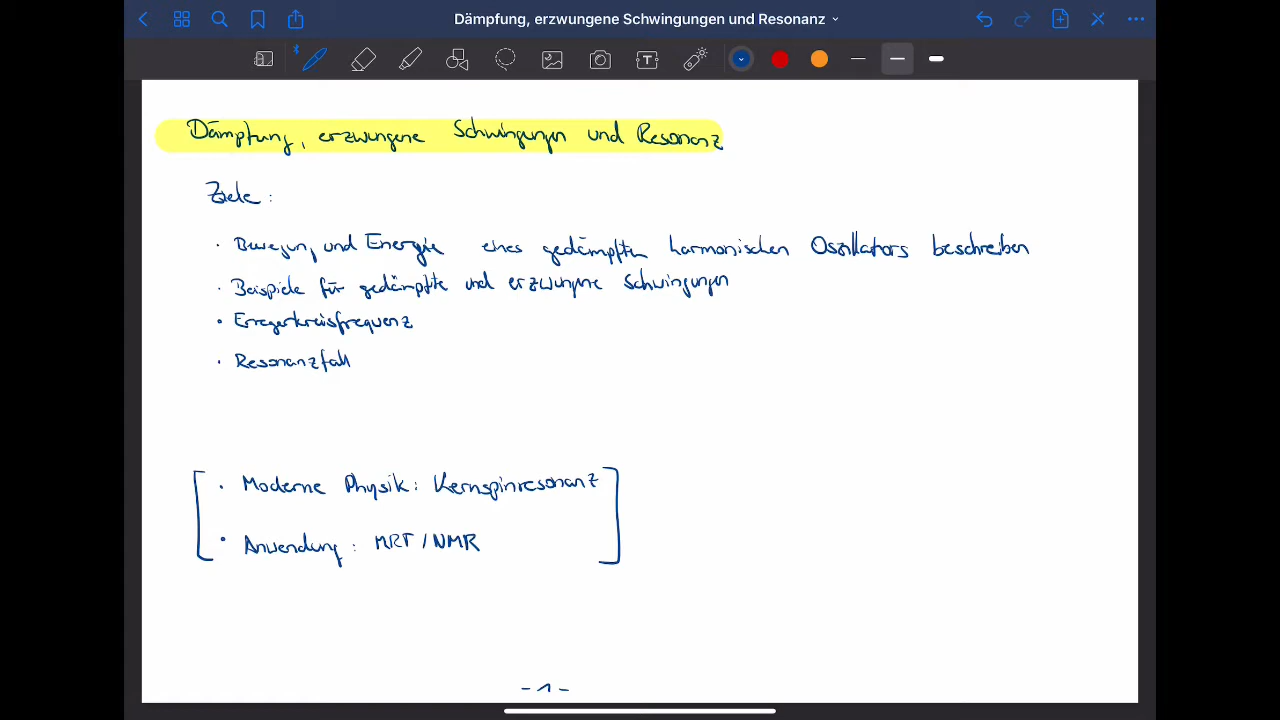 Dämpfung, erzwungene Schwingungen und Resonanz
Dämpfung, erzwungene Schwingungen und Resonanz
Ziele:
· Bewegung und Energie eines gedämpften harmonischen Oszillators beschreiben
· Beispiele für gedämpfte und erzwungene Schwingungen
· Erregerkreisfrequenz
· Resonanzfall
· Moderne Physik: Kernspinresonanz
· Anwendung: MRT/NMR
-1-